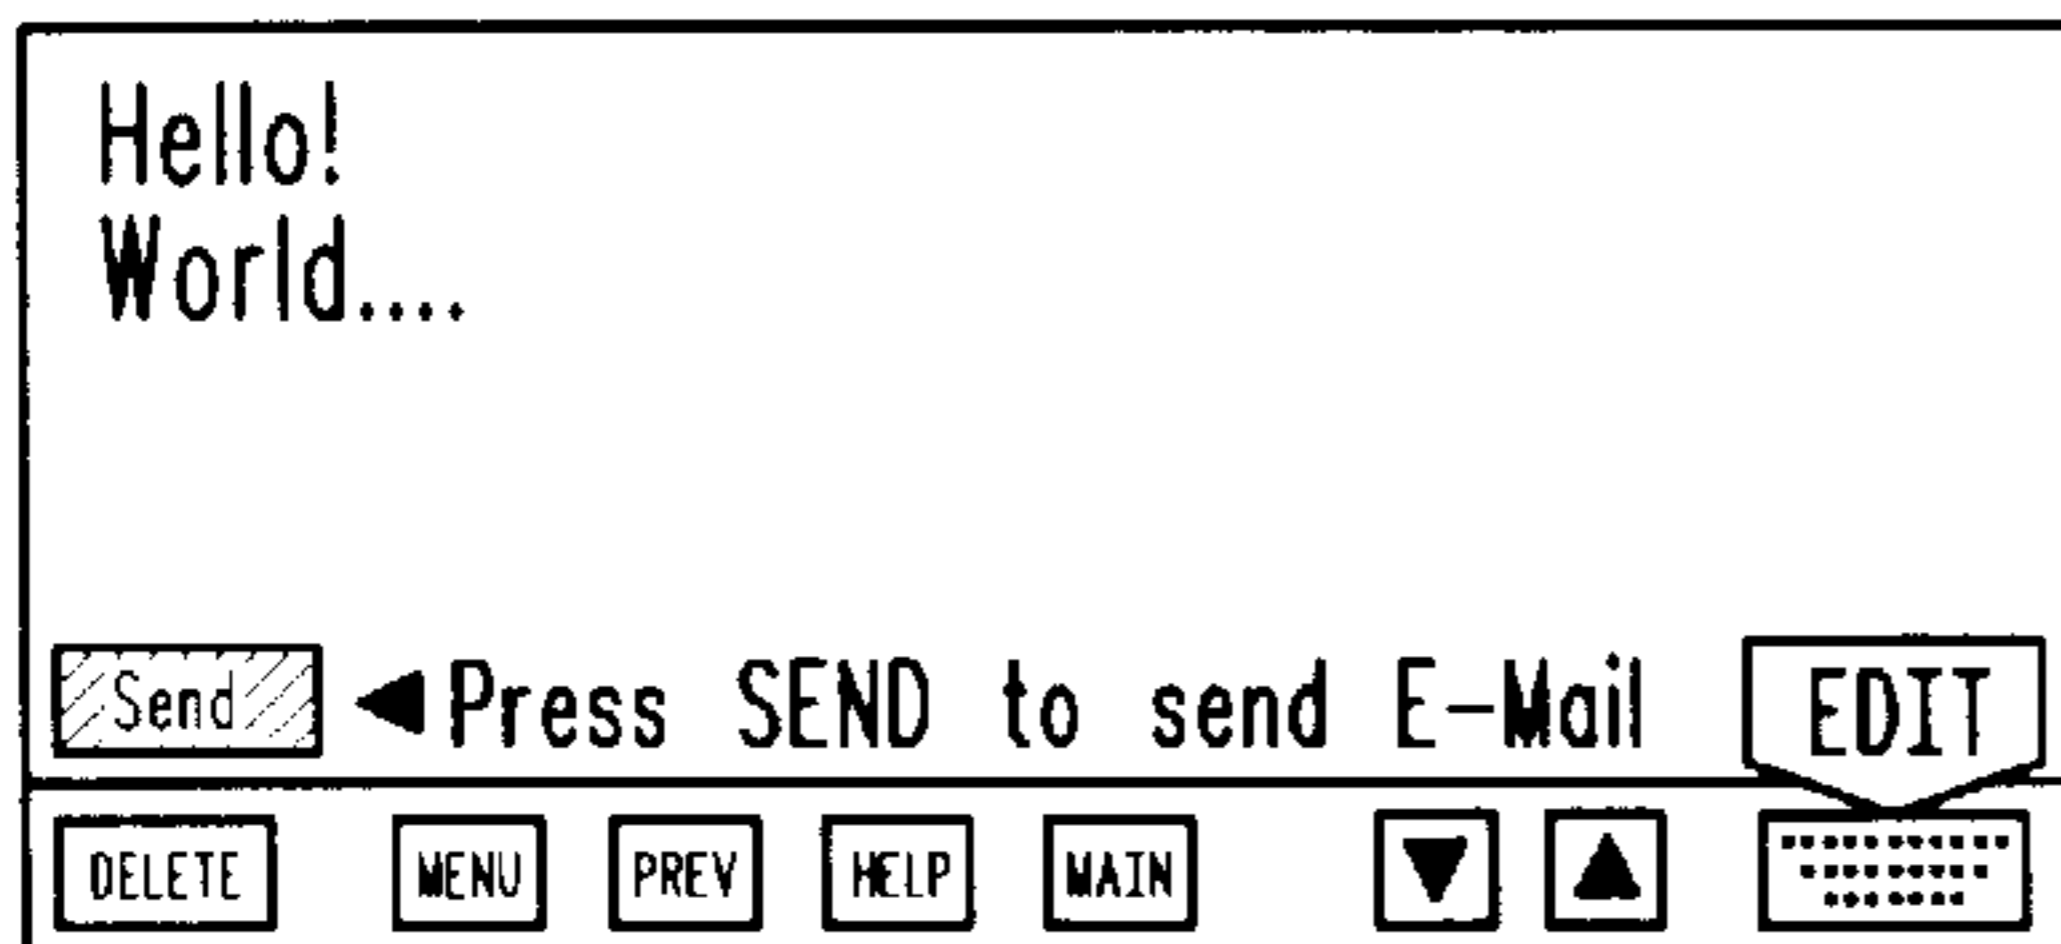 Hello!
World....
Send ◀Press SEND to send E-Mail EDIT
DELETE MENU PREV HELP MAIN ▼ ▲